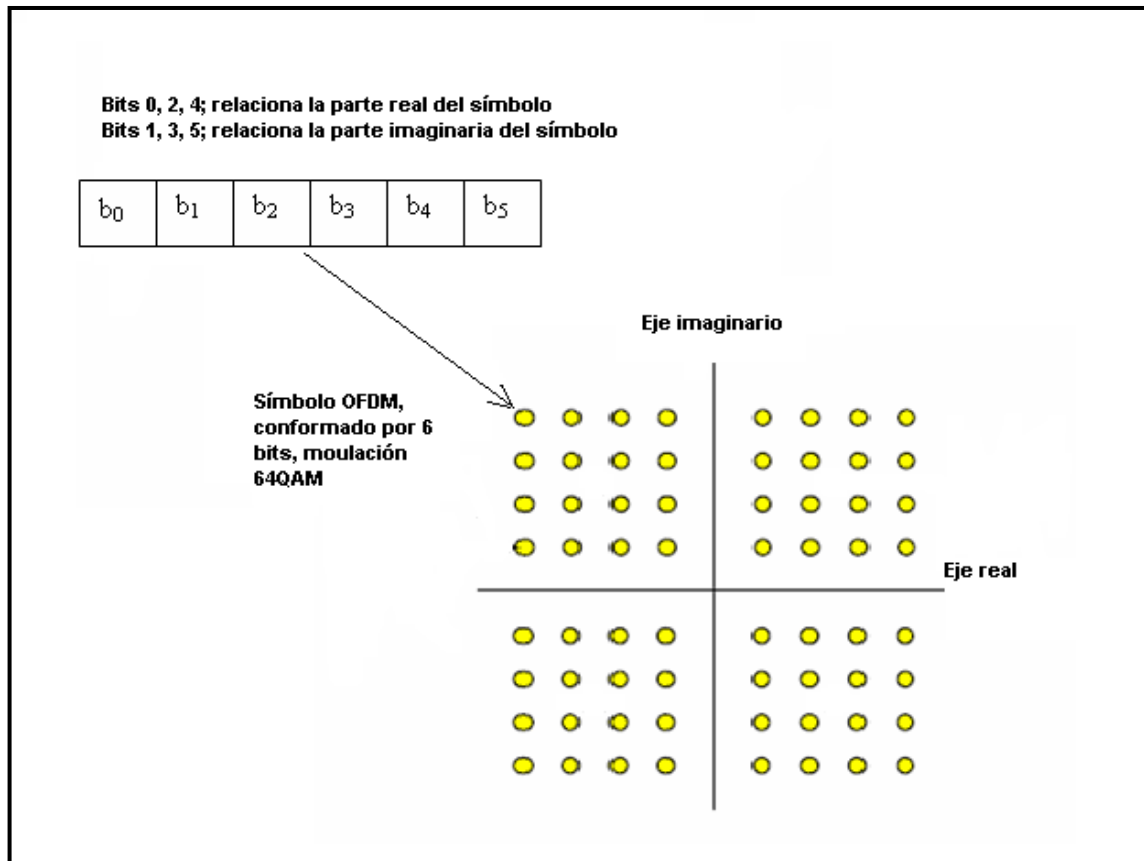 Bits 0, 2, 4; relaciona la parte real del símbolo
Bits 1, 3, 5; relaciona la parte imaginaria del símbolo
b0 b1 b2 b3 b4 b5
Eje imaginario
Símbolo OFDM,
conformado por 6
bits, moulación
64QAM
Eje real